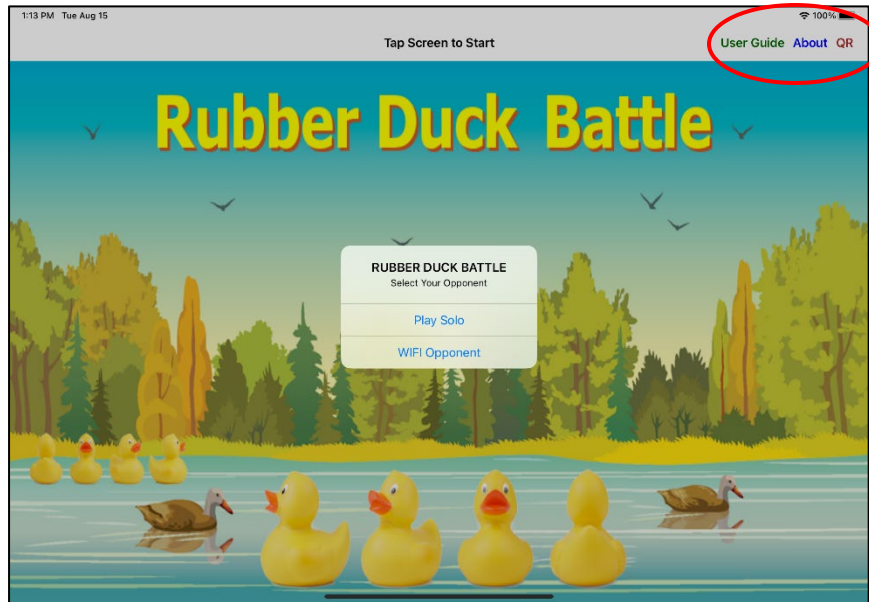 1:13 PM Tue Aug 15
100%
Tap Screen to Start
User Guide About QR
Rubber Duck Battle
RUBBER DUCK BATTLE
Select Your Opponent
Play Solo
WIFI Opponent